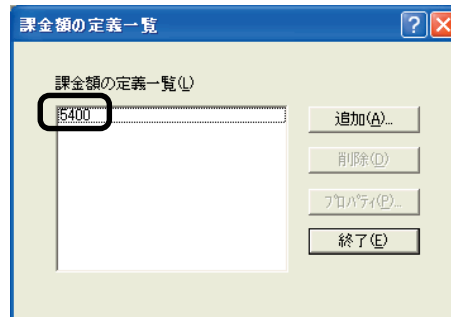 課金額の定義一覧
課金額の定義一覧(L)
5400
追加(A)...
削除(D)
プロパティ(P)...
終了(E)